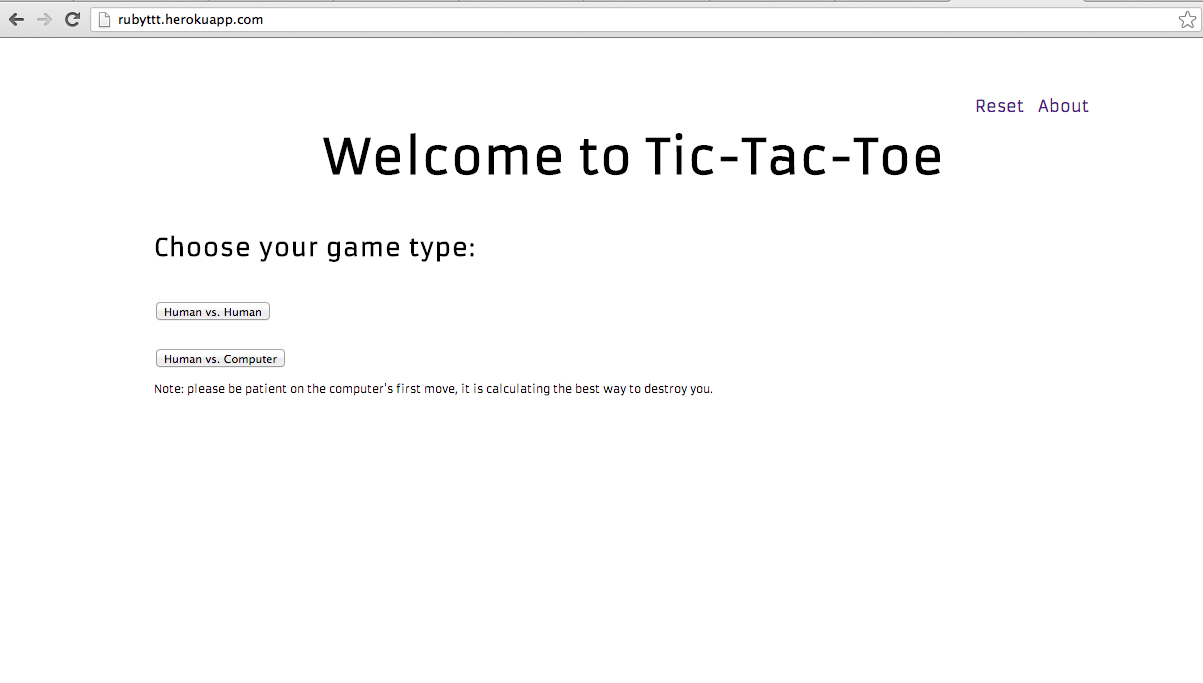 rubyttt.herokuapp.com
Reset About
Welcome to Tic-Tac-Toe
Choose your game type:
Human vs. Human
Human vs. Computer
Note: please be patient on the computer's first move, it is calculating the best way to destroy you.